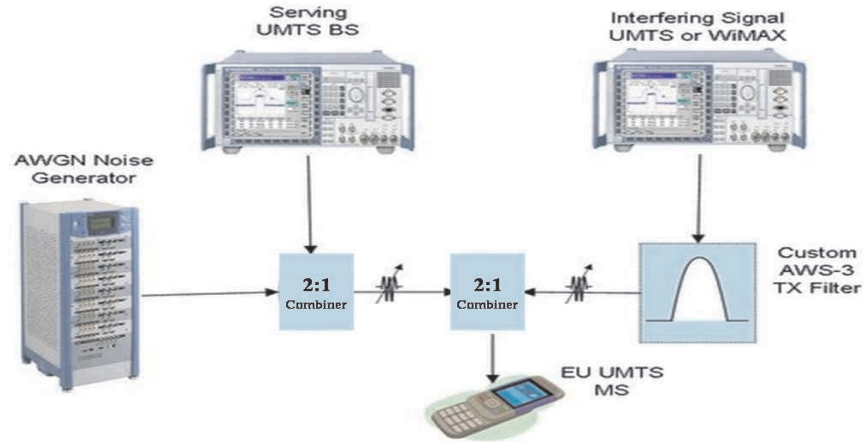 Serving
UMTS BS
Interfering Signal
UMTS or WiMAX
AWGN Noise
Generator
2:1
Combiner
2:1
Combiner
Custom
AWS-3
TX Filter
EU UMTS
MS